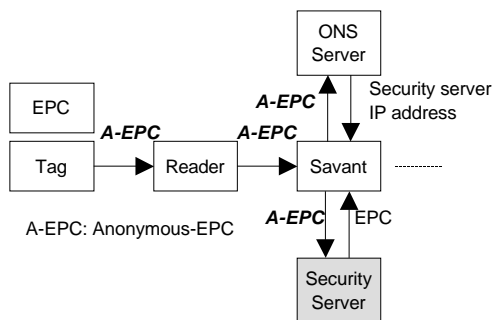 ONS
Server
A-EPC
Security server
IP address
EPC
A-EPC
A-EPC
Tag
Reader
Savant
A-EPC: Anonymous-EPC
A-EPC
EPC
Security
Server